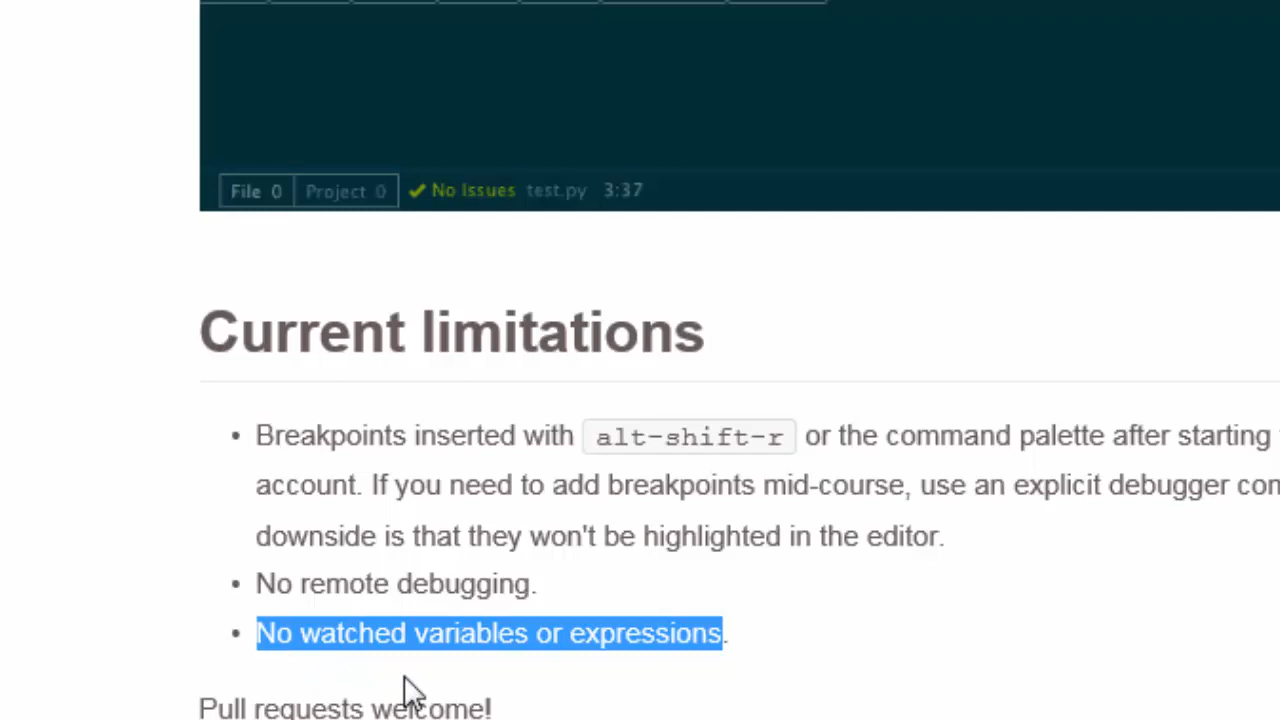 File 0 Project 0 No Issues test.py 3:37
Current limitations
• Breakpoints inserted with alt-shift-r or the command palette after starting
account. If you need to add breakpoints mid-course, use an explicit debugger
downside is that they won't be highlighted in the editor.
• No remote debugging.
• No watched variables or expressions.
Pull requests welcome!